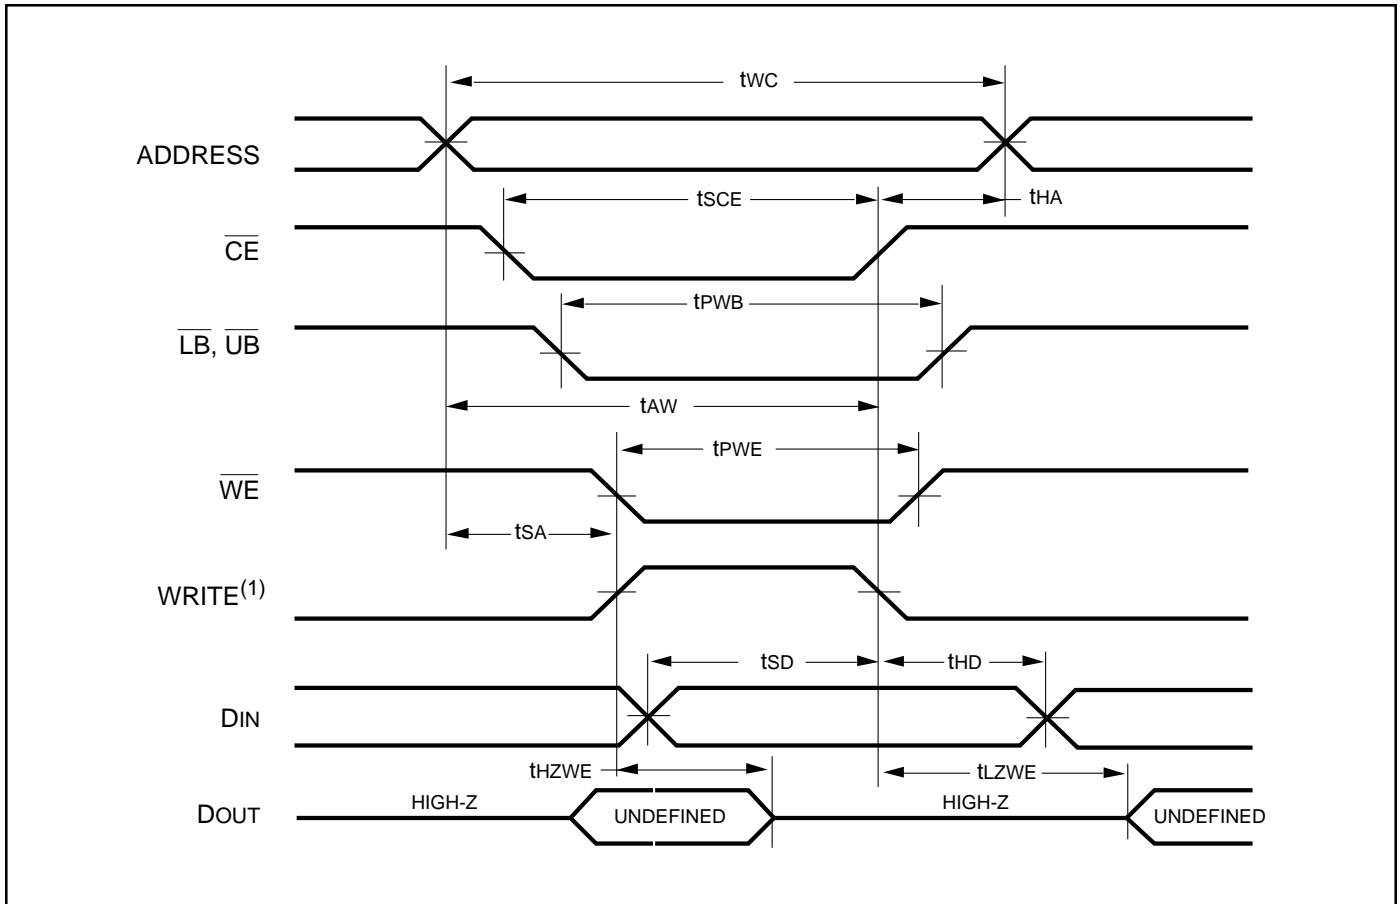 tWC
ADDRESS
tSCE
tHA
CE
tPWB
LB, UB
tAW
tPWE
WE
tSA
WRITE(1)
tSD
tHD
DIN
tHZWE
tLZWE
DOUT
HIGH-Z
UNDEFINED
HIGH-Z
UNDEFINED